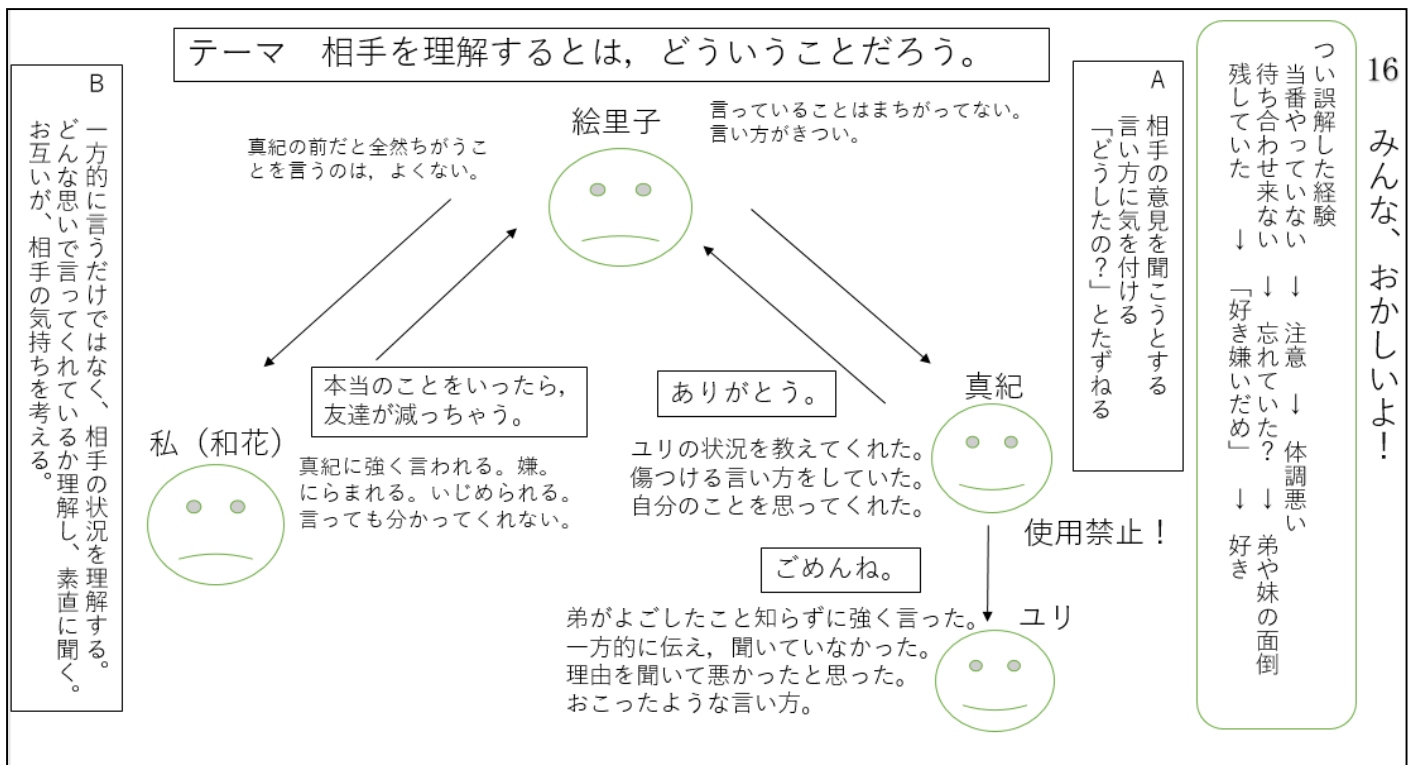 16　みんな、おかしいよ！
つい誤解した経験
当番やっていない　↓　注意　↓　体調悪い
待ち合わせ来ない　↓　忘れていた？　↓　弟や妹の面倒
残していた　↓　「好き嫌いだめ」　↓　好き
テーマ　相手を理解するとは，どういうことだろう。
A　相手の意見を聞こうとする
言い方に気を付ける
「どうしたの？」とたずねる
絵里子
言っていることはまちがってない。
言い方がきつい。
真紀の前だと全然ちがうこ
とを言うのは，よくない。
真紀
ありがとう。
ユリの状況を教えてくれた。
傷つける言い方をしていた。
自分のことを思ってくれた。
使用禁止！
ごめんね。
ユリ
弟がよごしたこと知らずに強く言った。
一方的に伝え，聞いていなかった。
理由を聞いて悪かったと思った。
おこったような言い方。
本当のことをいったら，
友達が減っちゃう。
私（和花）
真紀に強く言われる。嫌。
にらまれる。いじめられる。
言っても分かってくれない。
B　一方的に言うだけではなく、相手の状況を理解する。
どんな思いで言ってくれているか理解し、素直に聞く。
お互いが、相手の気持ちを考える。